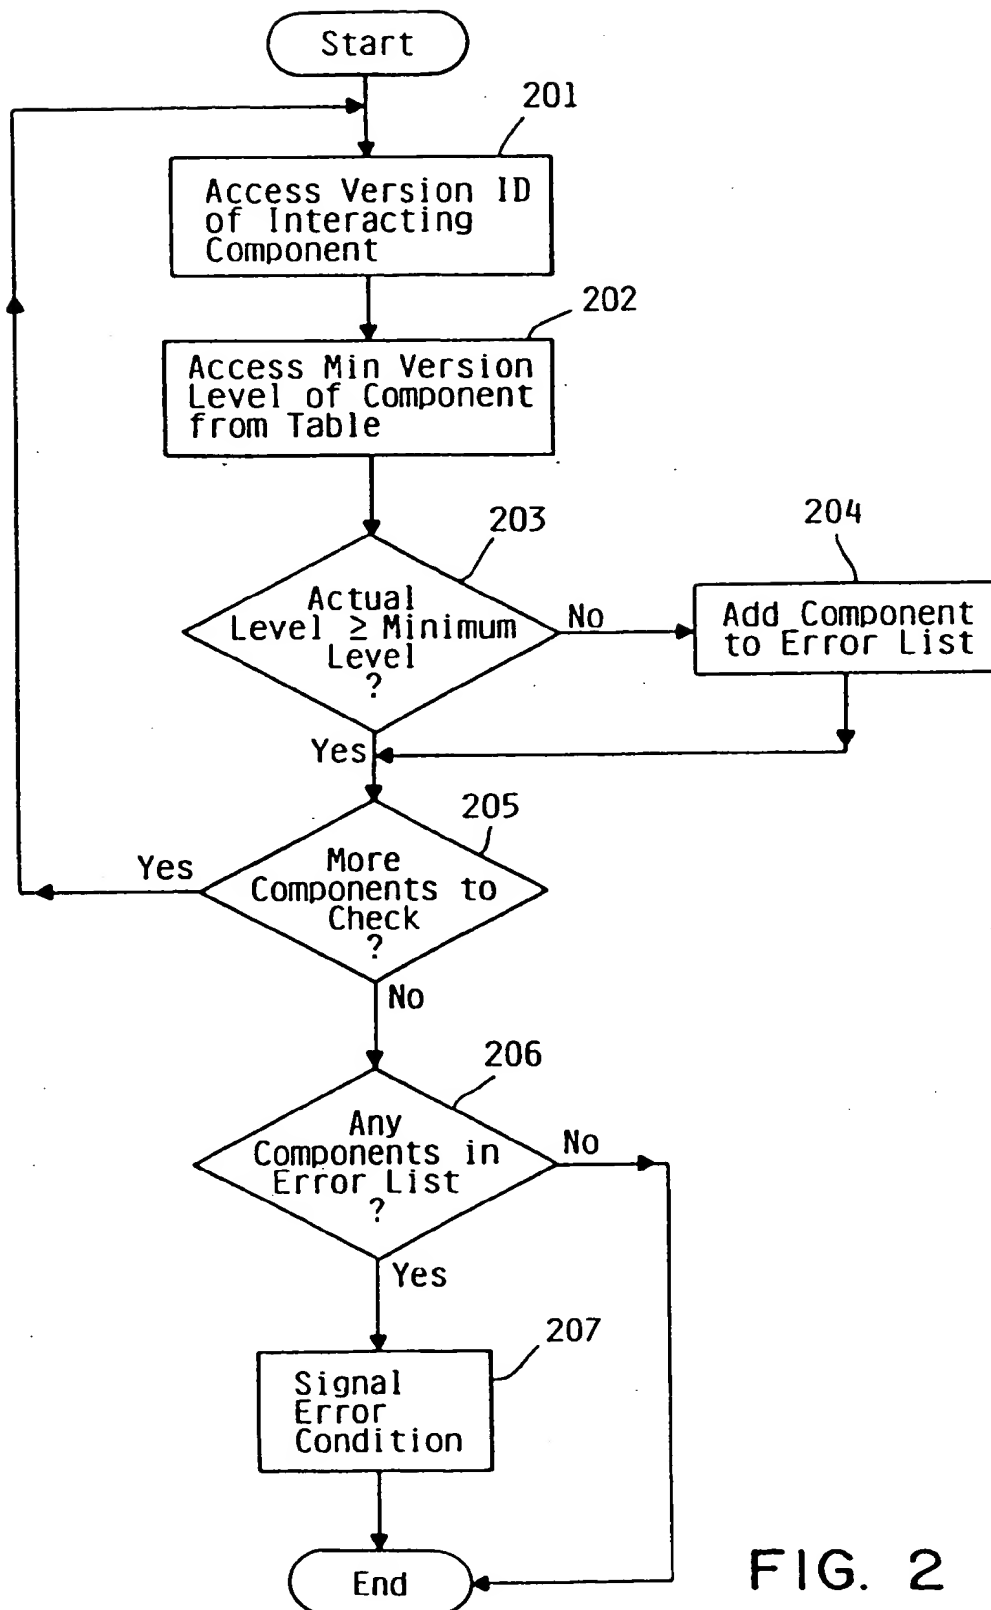 Start
201
Access Version ID
of Interacting
Component
202
Access Min Version
Level of Component
from Table
203
Actual
Level ≥ Minimum
Level
?
No
204
Add Component
to Error List
Yes
205
More
Components to
Check
?
Yes
No
206
Any
Components in
Error List
?
No
Yes
207
Signal
Error
Condition
End
FIG. 2